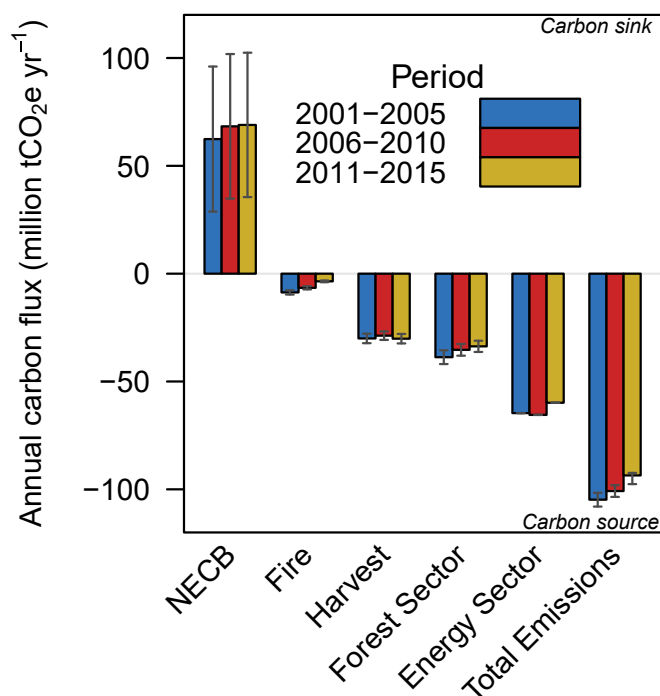 Carbon sink
Annual carbon flux (million tCO₂e yr⁻¹)
100
50
0
−50
−100
Period
2001−2005
2006−2010
2011−2015
Carbon source
NECB
Fire
Harvest
Forest Sector
Energy Sector
Total Emissions